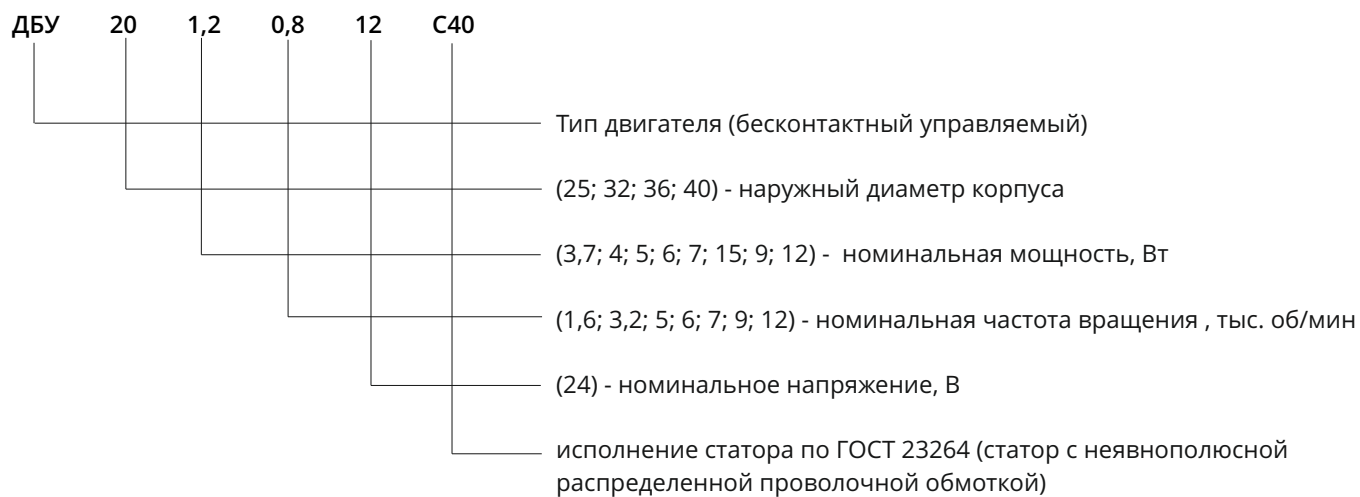 ДБУ 20 1,2 0,8 12 С40
Тип двигателя (бесконтактный управляемый)
(25; 32; 36; 40) - наружный диаметр корпуса
(3,7; 4; 5; 6; 7; 15; 9; 12) - номинальная мощность, Вт
(1,6; 3,2; 5; 6; 7; 9; 12) - номинальная частота вращения , тыс. об/мин
(24) - номинальное напряжение, В
исполнение статора по ГОСТ 23264 (статор с неявнополюсной
распределенной проволочной обмоткой)